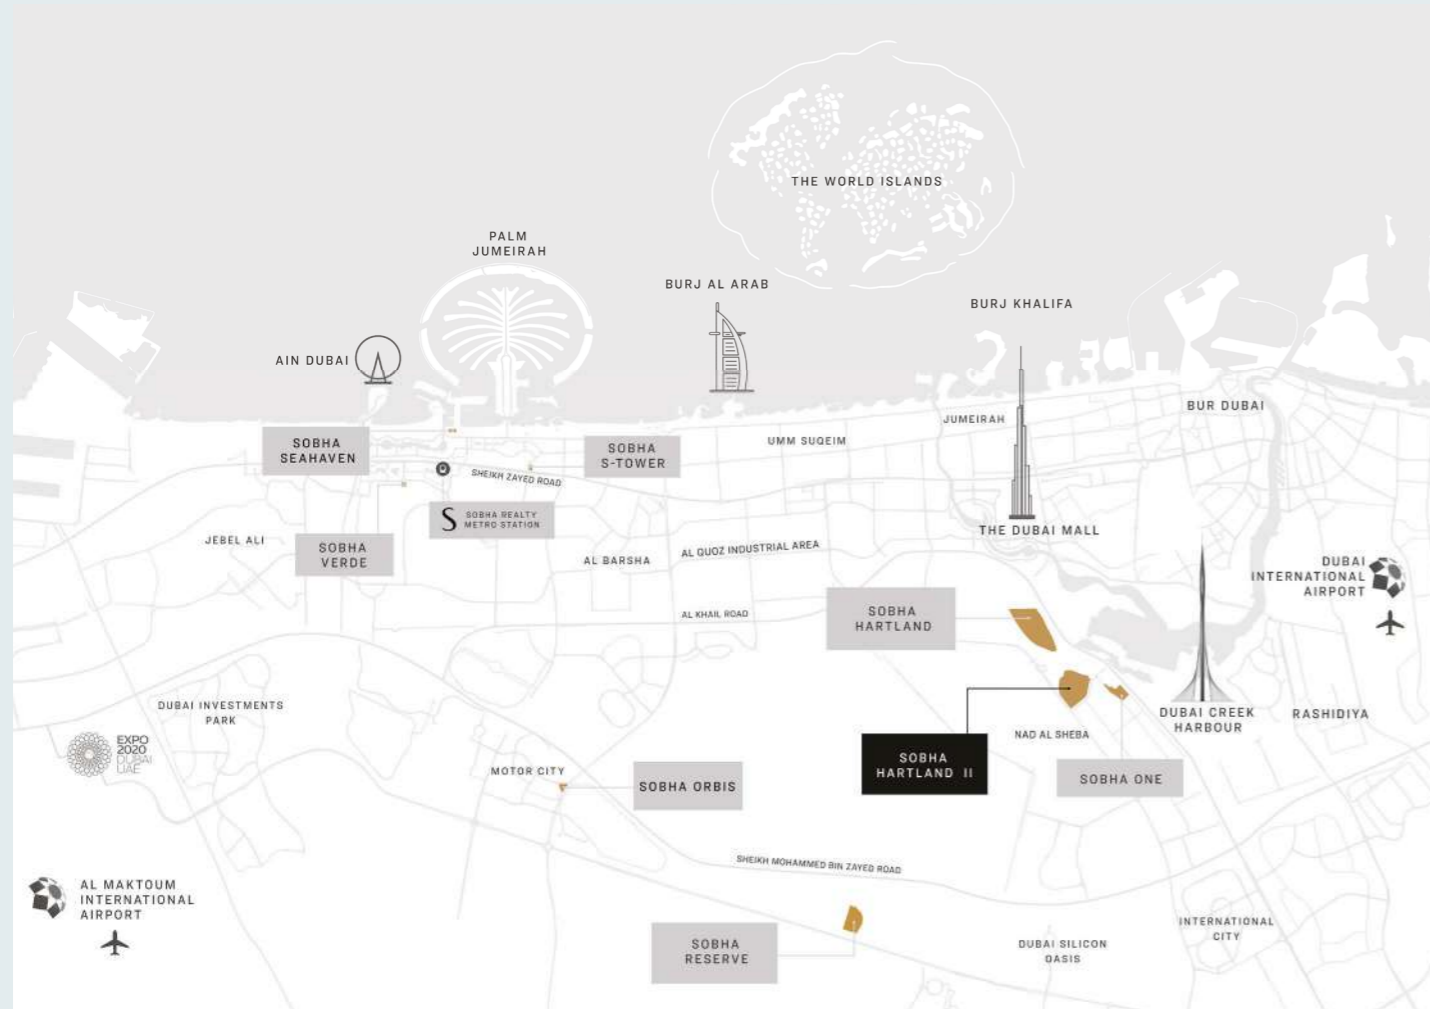 THE WORLD ISLANDS
PALM
JUMEIRAH
BURJ AL ARAB
BURJ KHALIFA
AIN DUBAI
BUR DUBAI
JUMEIRAH
UMM SUQEIM
SOBHA
SEAHAVEN
SOBHA
S-TOWER
SHEIKH ZAYED ROAD
S SOBHA REALTY
METRO STATION
THE DUBAI MALL
JEBEL ALI
SOBHA
VERDE
AL BARSHA
AL QUOZ INDUSTRIAL AREA
DUBAI
INTERNATIONAL
AIRPORT
AL KHAIL ROAD
SOBHA
HARTLAND
DUBAI INVESTMENTS
PARK
DUBAI CREEK
HARBOUR
RASHIDIYA
NAD AL SHEBA
EXPO
2020
DUBAI
UAE
SOBHA
HARTLAND II
SOBHA ONE
MOTOR CITY
SOBHA ORBIS
SHEIKH MOHAMMED BIN ZAYED ROAD
AL MAKTOUM
INTERNATIONAL
AIRPORT
INTERNATIONAL
CITY
SOBHA
RESERVE
DUBAI SILICON
OASIS